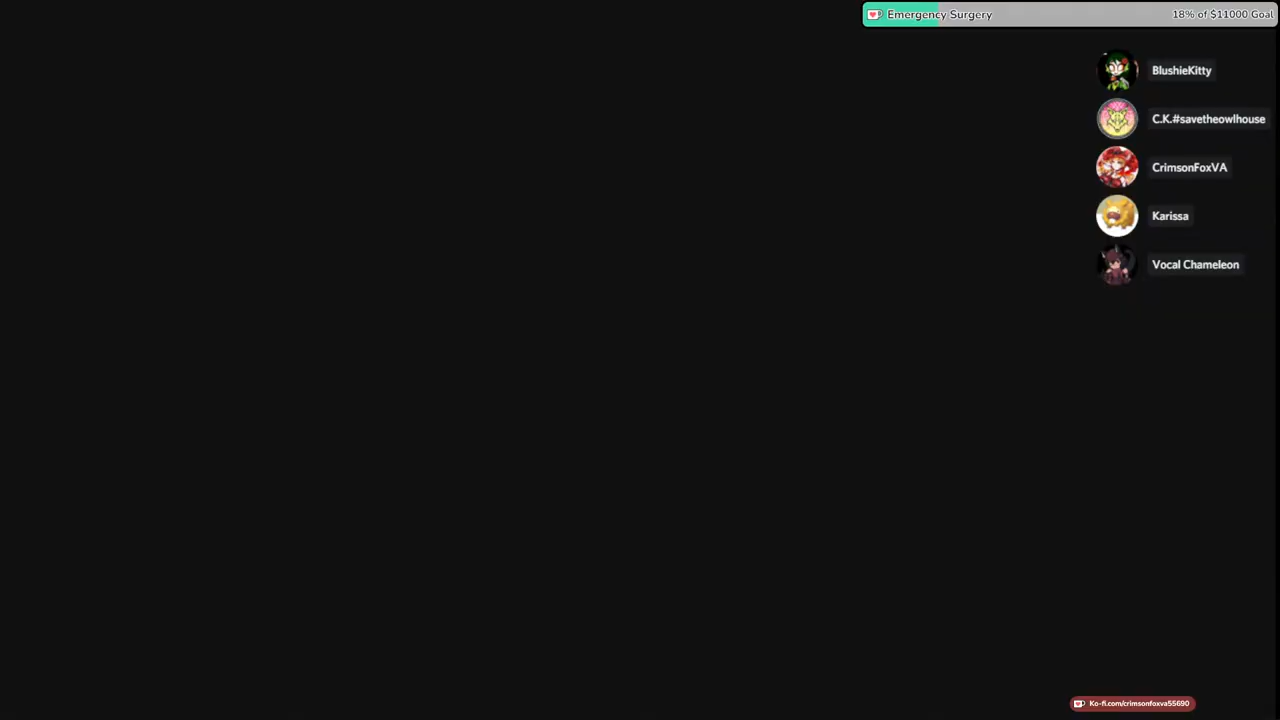 Emergency Surgery 18% of $11000 Goal
BlushieKitty
C.K.#savetheowlhouse
CrimsonFoxVA
Karissa
Vocal Chameleon
Ko-fi.com/crimsonfoxva55690